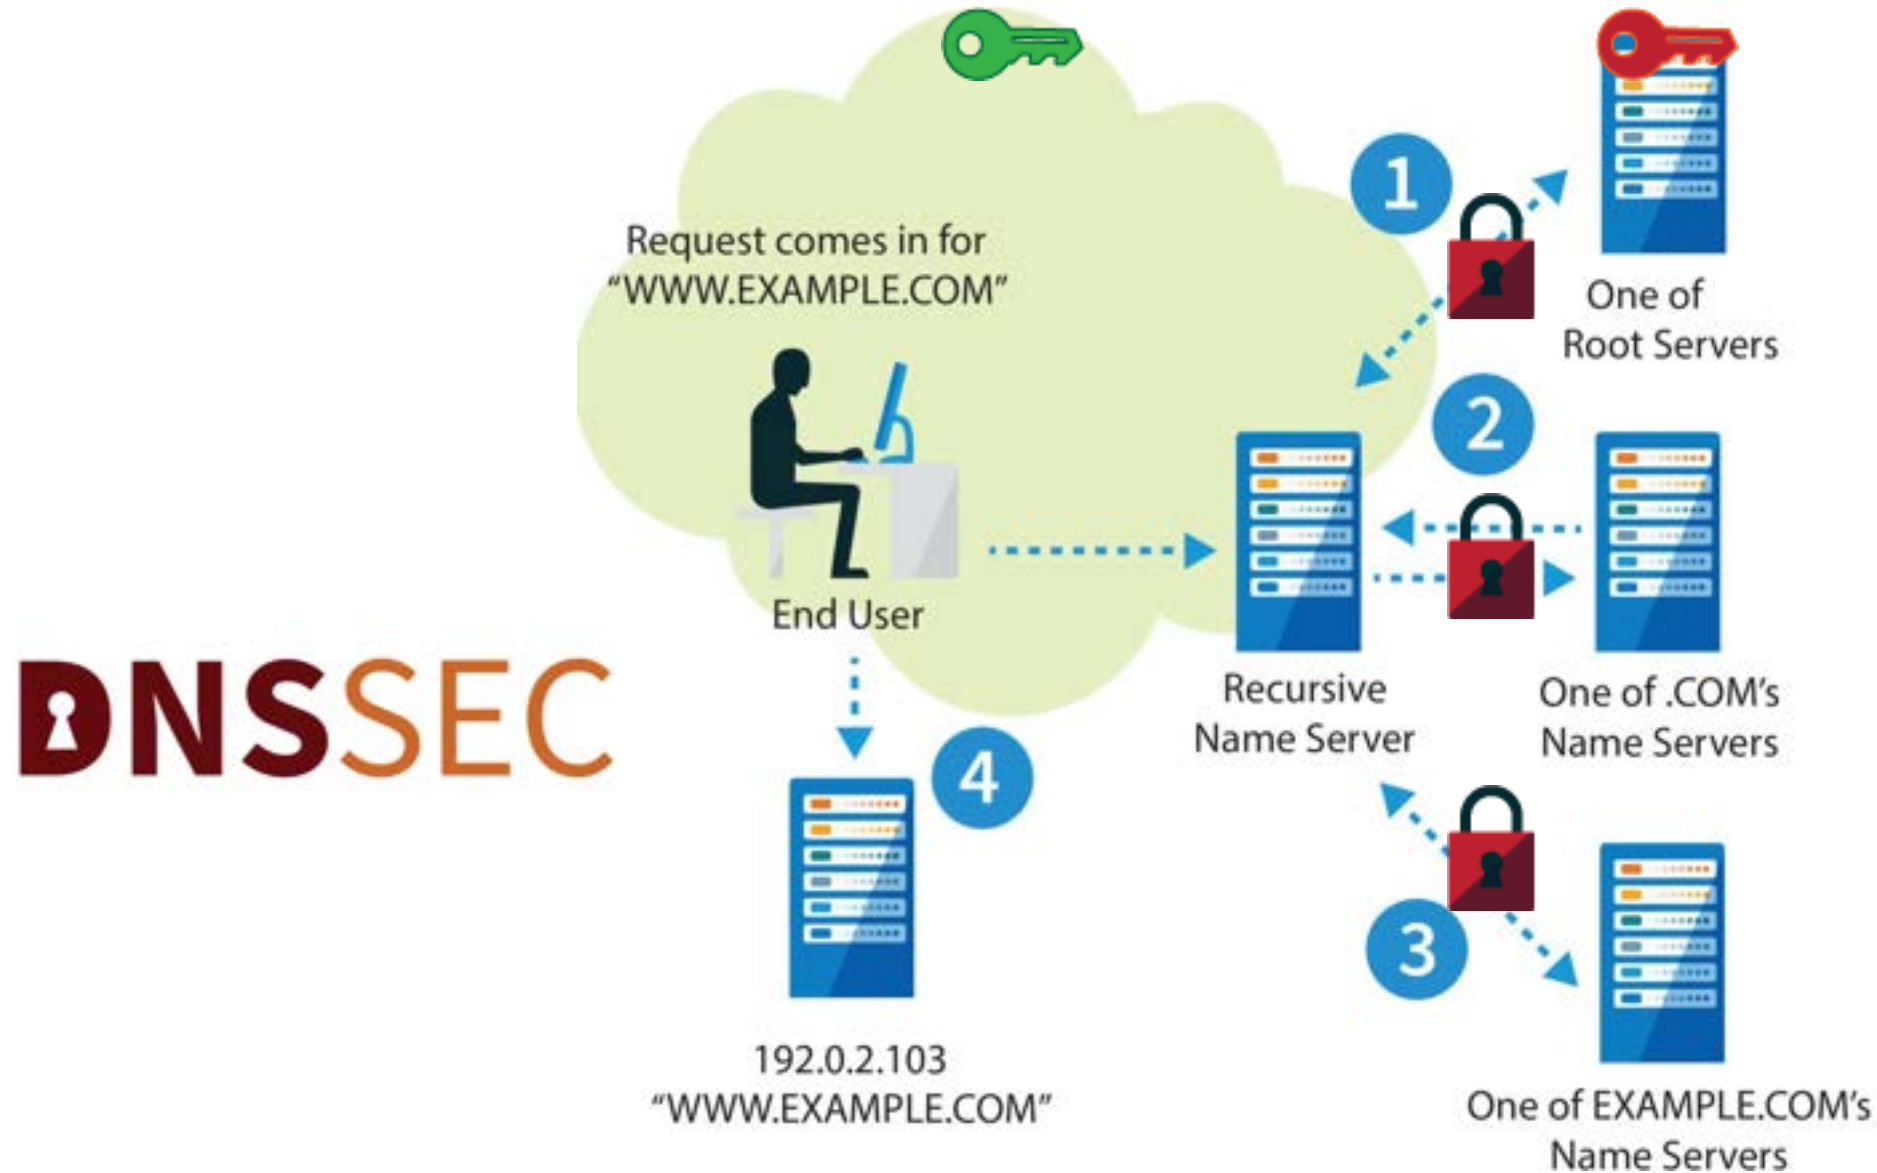 Request comes in for
“WWW.EXAMPLE.COM”
1
One of
Root Servers
2
End User
Recursive
Name Server
One of .COM’s
Name Servers
DNSSEC
4
3
192.0.2.103
“WWW.EXAMPLE.COM”
One of EXAMPLE.COM’s
Name Servers